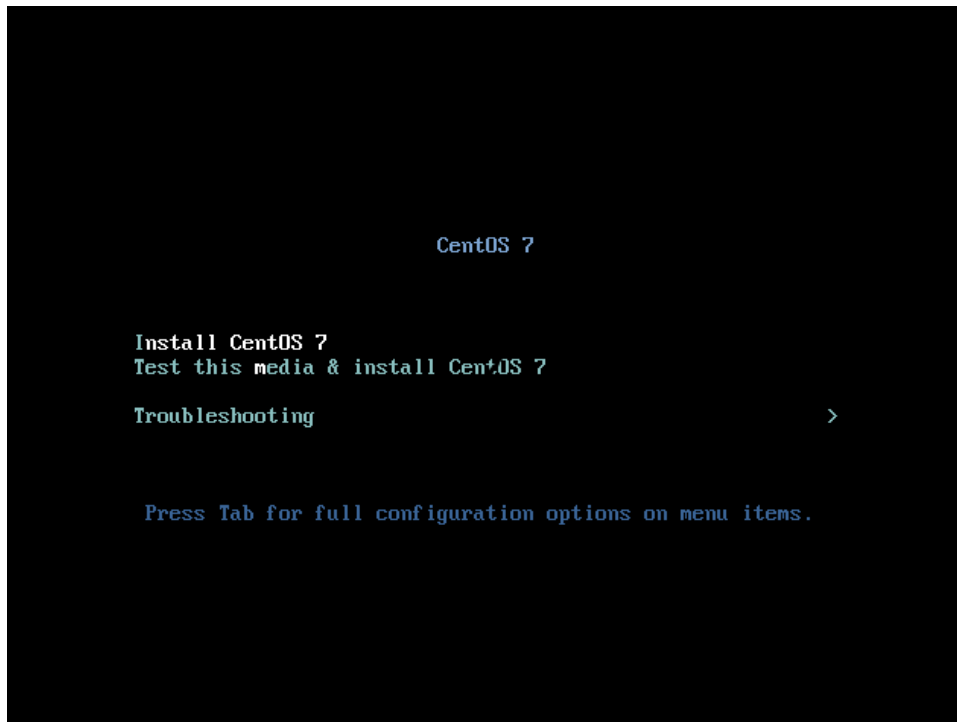 CentOS 7
Install CentOS 7
Test this media & install CentOS 7
Troubleshooting >
Press Tab for full configuration options on menu items.